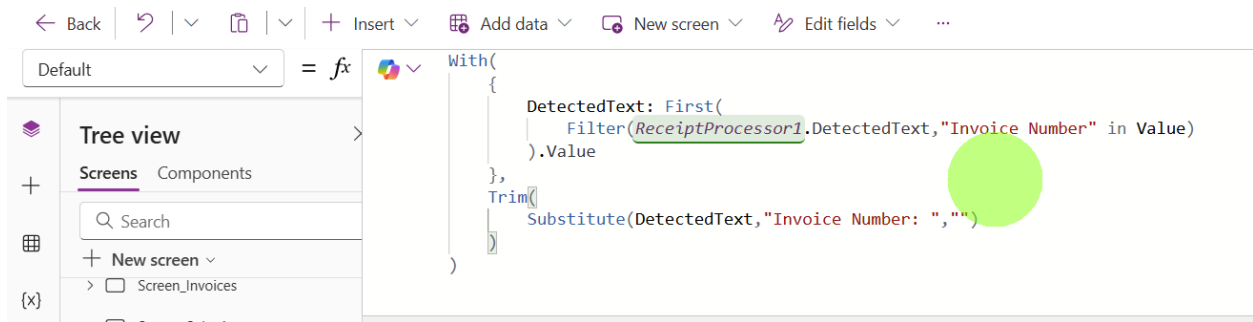 Back Insert Add data New screen Edit fields ...
Default = fx
With(
{
DetectedText: First(
Filter(ReceiptProcessor1.DetectedText,"Invoice Number" in Value)
).Value
},
Trim(
Substitute(DetectedText,"Invoice Number: ","")
)
)
Tree view
Screens Components
Search
New screen
Screen_Invoices
{x}